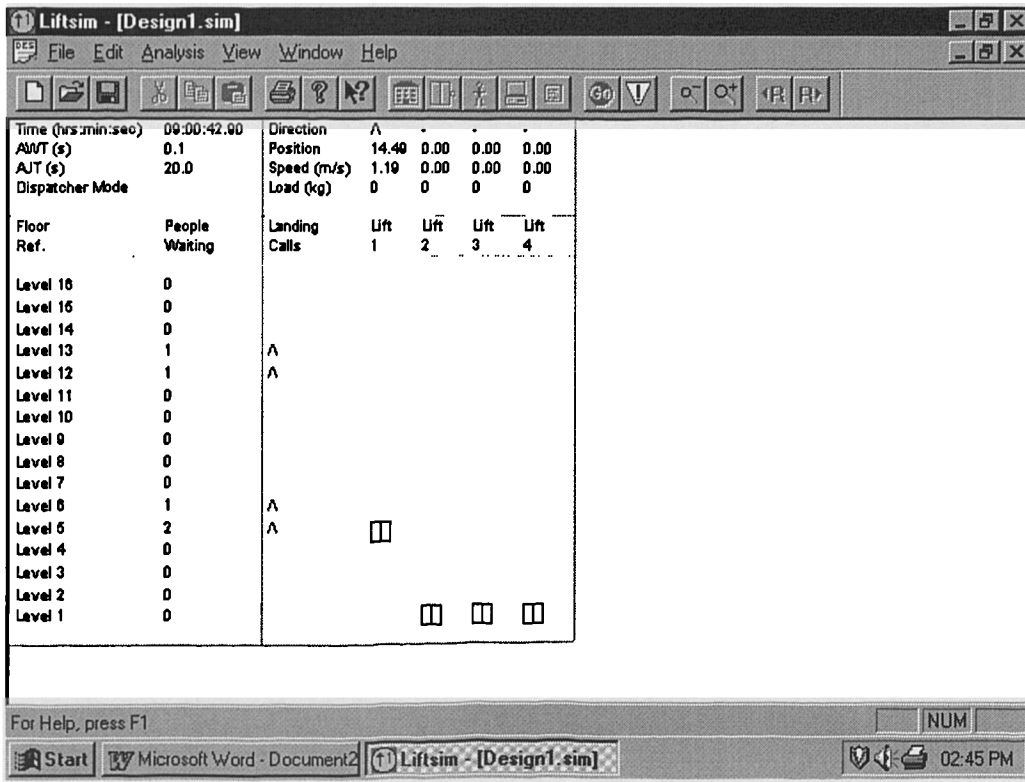 Liftsim - [Design1.sim]
File Edit Analysis View Window Help
Time (hrs:min:sec) 09:00:42.90 Direction Λ - - -
AWT (s) 0.1 Position 14.49 0.00 0.00 0.00
AJT (s) 20.0 Speed (m/s) 1.19 0.00 0.00 0.00
Dispatcher Mode Load (kg) 0 0 0 0
Floor People Landing Lift Lift Lift Lift
Ref. Waiting Calls 1 2 3 4
Level 16 0
Level 15 0
Level 14 0
Level 13 1 Λ
Level 12 1 Λ
Level 11 0
Level 10 0
Level 9 0
Level 8 0
Level 7 0
Level 6 1 Λ
Level 5 2 Λ
Level 4 0
Level 3 0
Level 2 0
Level 1 0
For Help, press F1 NUM
Start Microsoft Word - Document2 Liftsim - [Design1.sim] 02:45 PM